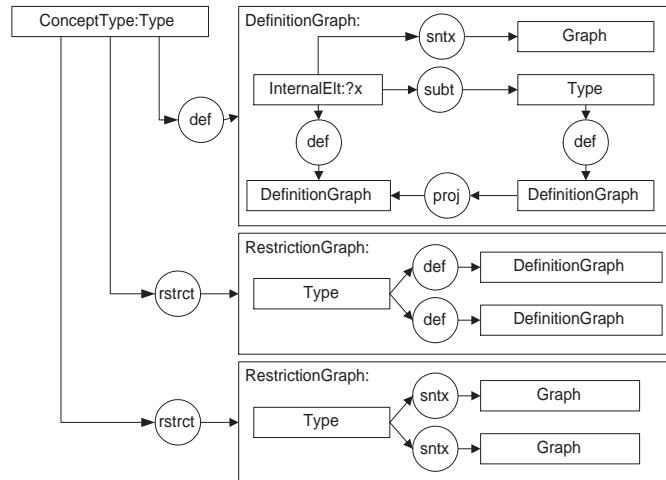 ConceptType:Type
DefinitionGraph:
sntx
Graph
InternalElt:?x
subt
Type
def
def
def
DefinitionGraph
proj
DefinitionGraph
RestrictionGraph:
def
DefinitionGraph
rstrct
Type
def
DefinitionGraph
RestrictionGraph:
sntx
Graph
rstrct
Type
sntx
Graph